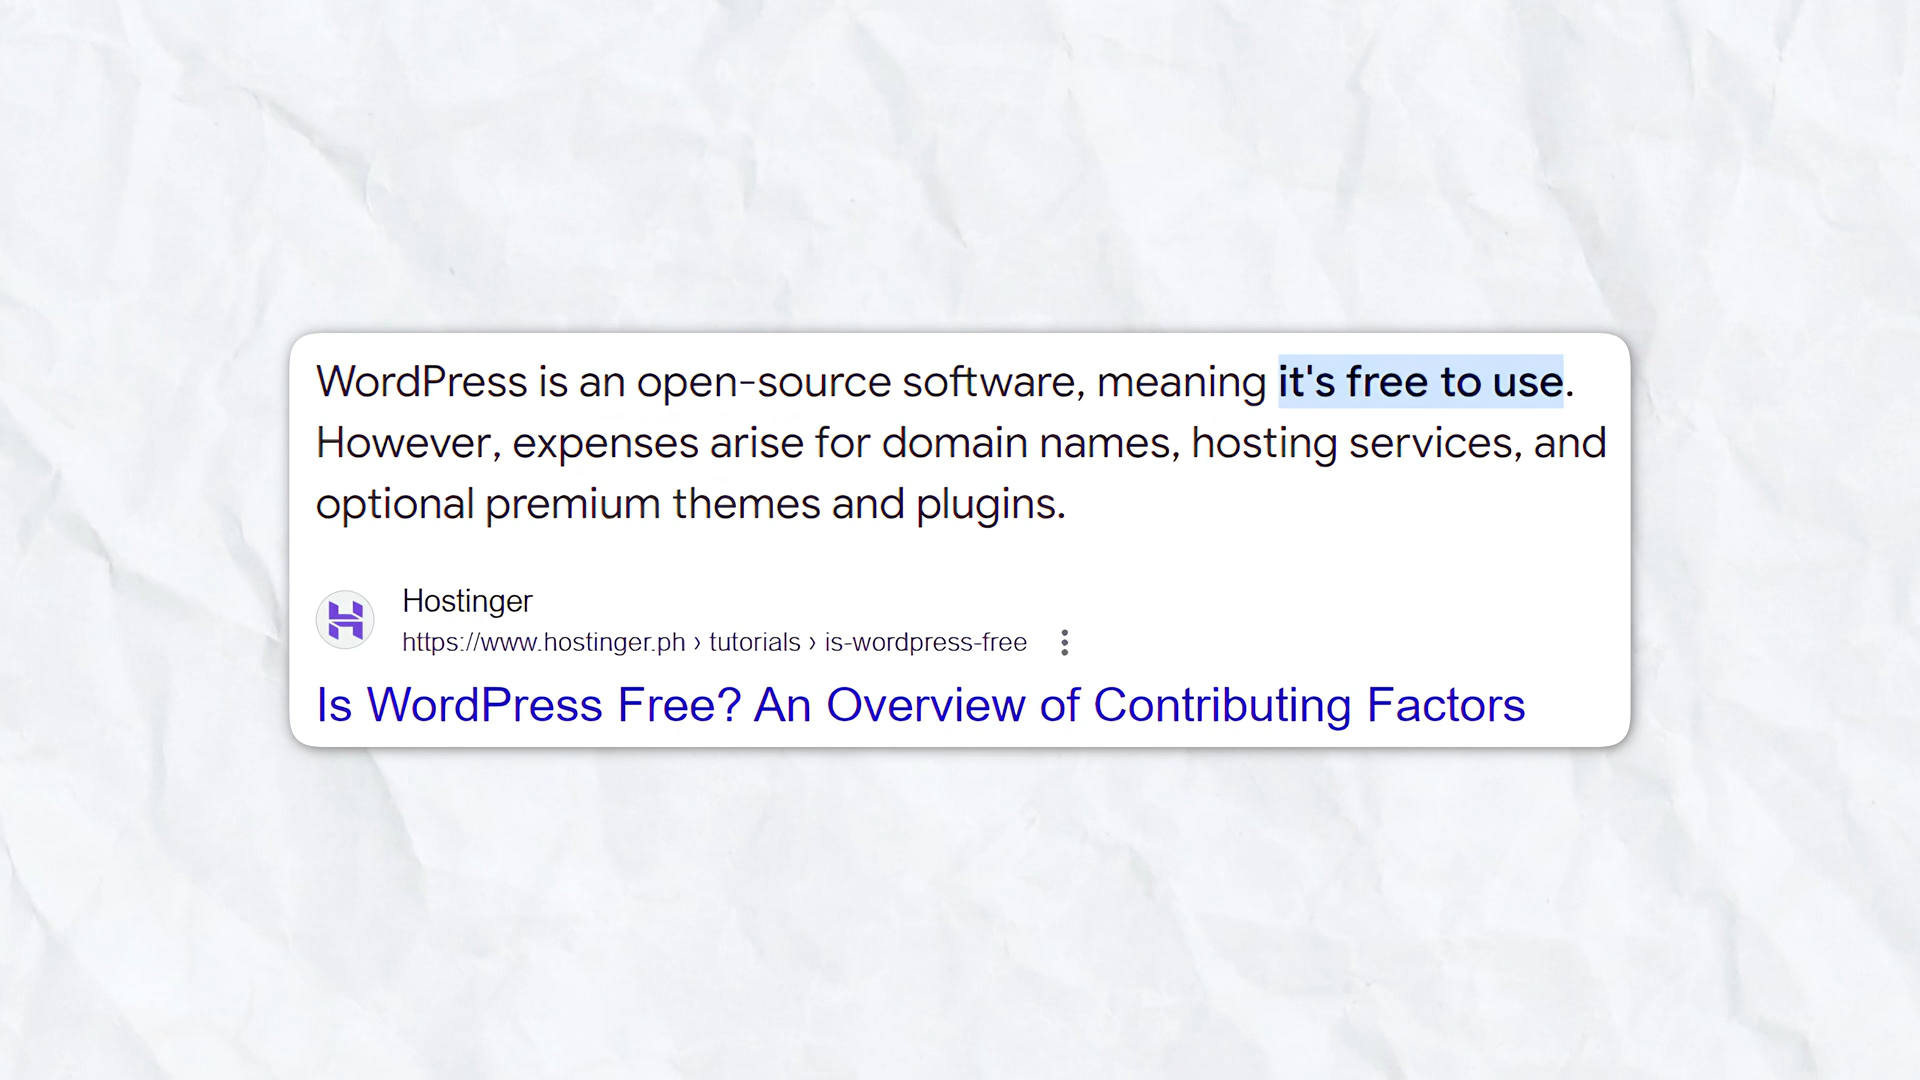 WordPress is an open-source software, meaning it's free to use.
However, expenses arise for domain names, hosting services, and
optional premium themes and plugins.
Hostinger
https://www.hostinger.ph › tutorials › is-wordpress-free
Is WordPress Free? An Overview of Contributing Factors